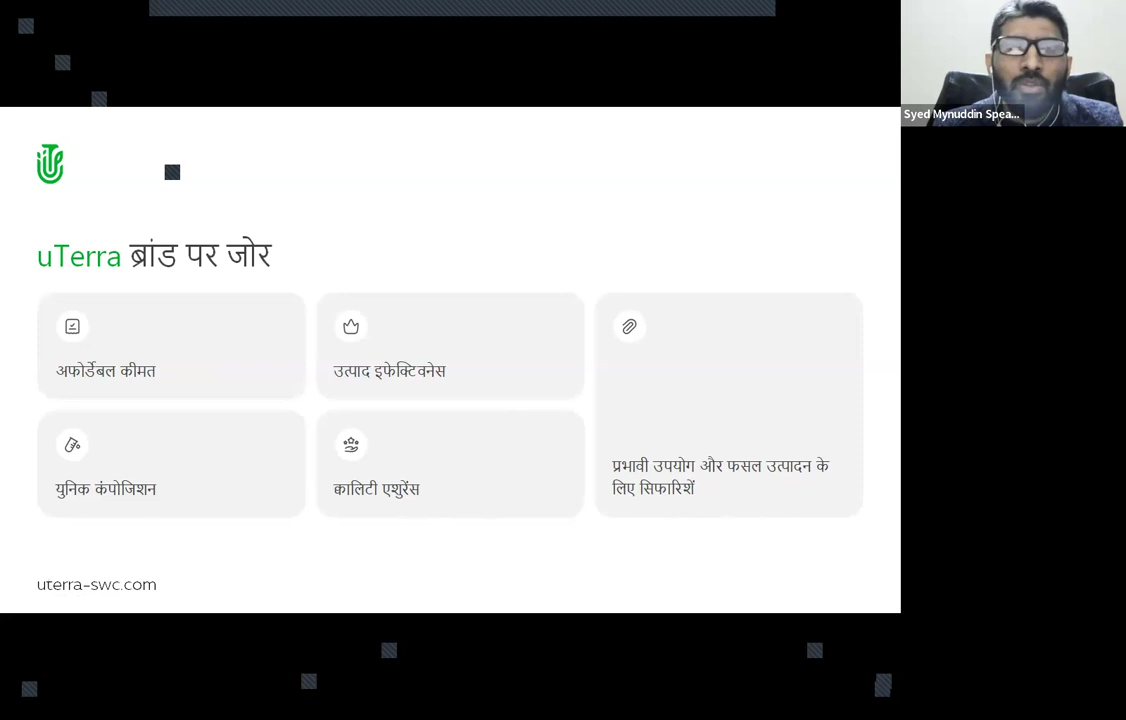 Syed Mynuddin Spea...
uTerra ब्रांड पर जोर
अफोर्डेबल कीमत
उत्पाद इफेक्टिवनेस
युनिक कंपोजिशन
क्वालिटी एशुरेंस
प्रभावी उपयोग और फसल उत्पादन के
लिए सिफारिशें
uterra-swc.com